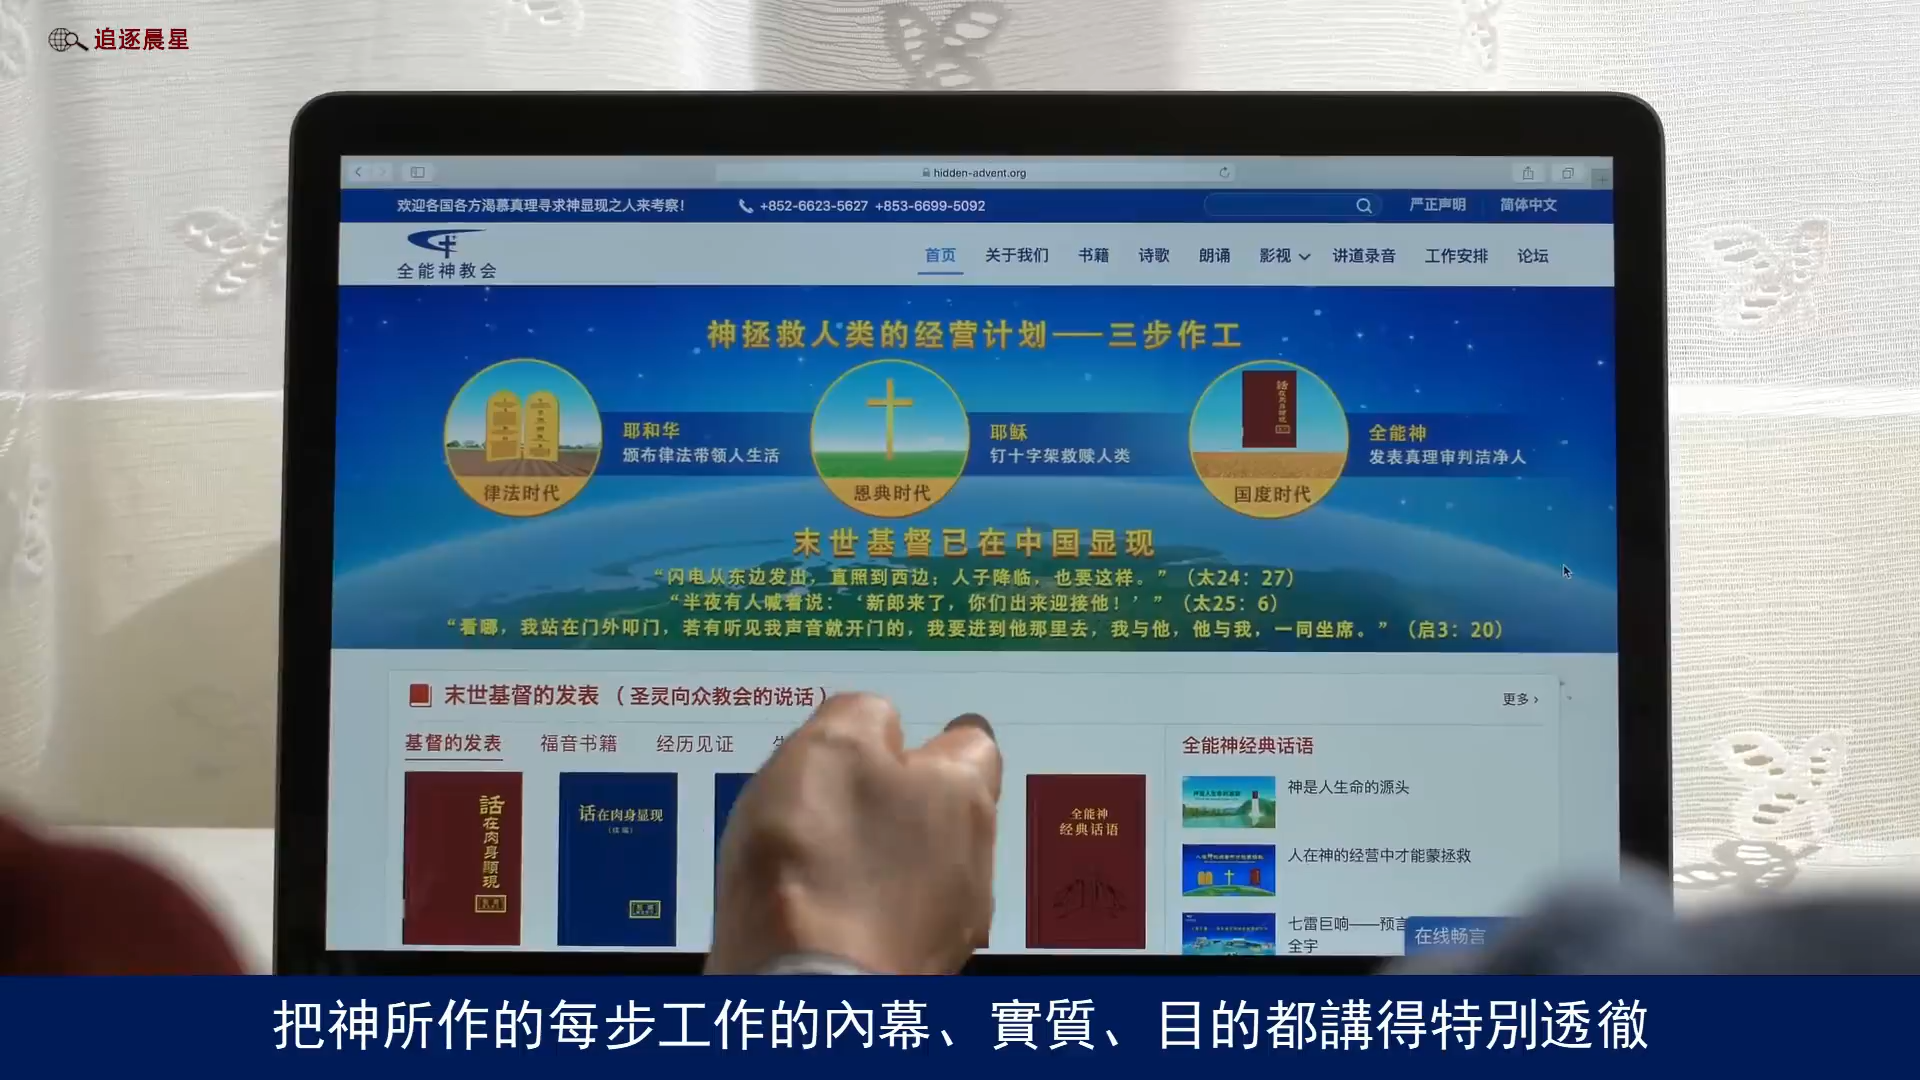 追逐晨星
hidden-advent.org
欢迎各国各方渴慕真理寻求神显现之人来考察！
+852-6623-5627 +853-6699-5092
严正声明
简体中文
全能神教会
首页 关于我们 书籍 诗歌 朗诵 影视 讲道录音 工作安排 论坛
神拯救人类的经营计划——三步作工
耶和华
颁布律法带领人生活
律法时代
耶稣
钉十字架救赎人类
恩典时代
話在肉身顯現
全能神
发表真理审判洁净人
国度时代
末世基督已在中国显现
“闪电从东边发出，直照到西边；人子降临，也要这样。”（太24：27）
“半夜有人喊着说：‘新郎来了，你们出来迎接他！’”（太25：6）
“看哪，我站在门外叩门，若有听见我声音就开门的，我要进到他那里去，我与他，他与我，一同坐席。”（启3：20）
末世基督的发表（圣灵向众教会的说话）
更多 ›
基督的发表 福音书籍 经历见证
話在肉身顯現
话在肉身显现
全能神
经典话语
全能神经典话语
神是人生命的源头
人在神的经营中才能蒙拯救
七雷巨响——预言
全宇
在线畅言
把神所作的每步工作的內幕、實質、目的都講得特別透徹